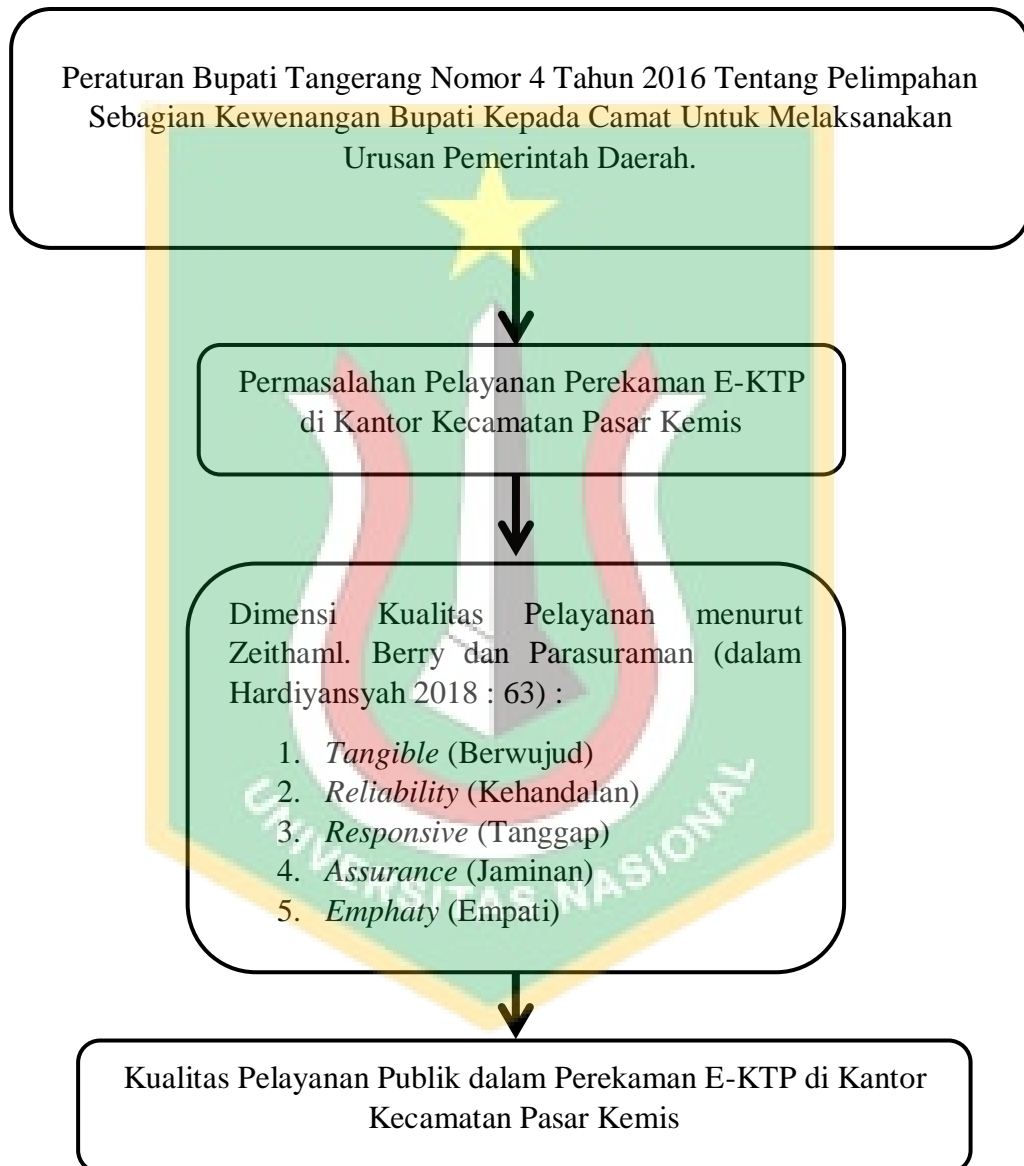 Peraturan Bupati Tangerang Nomor 4 Tahun 2016 Tentang Pelimpahan
Sebagian Kewenangan Bupati Kepada Camat Untuk Melaksanakan
Urusan Pemerintah Daerah.
Permasalahan Pelayanan Perekaman E-KTP
di Kantor Kecamatan Pasar Kemis
Dimensi Kualitas Pelayanan menurut
Zeithaml. Berry dan Parasuraman (dalam
Hardiyansyah 2018 : 63) :
1. Tangible (Berwujud)
2. Reliability (Kehandalan)
3. Responsive (Tanggap)
4. Assurance (Jaminan)
5. Emphaty (Empati)
UNIVERSITAS NASIONAL
Kualitas Pelayanan Publik dalam Perekaman E-KTP di Kantor
Kecamatan Pasar Kemis